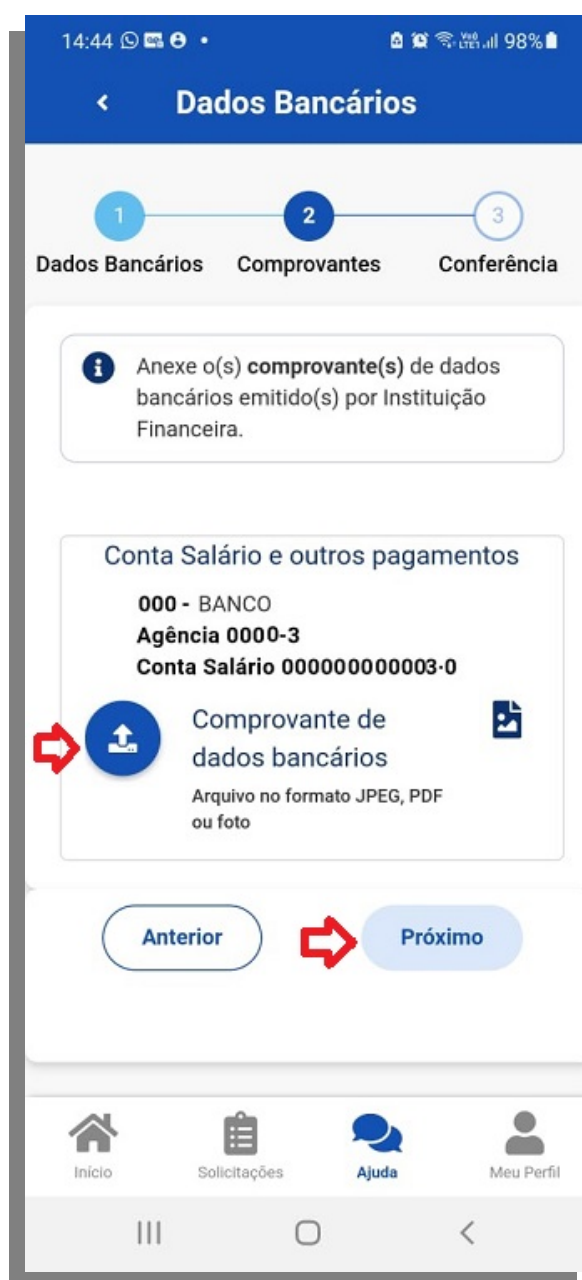 14:44
98%
Dados Bancários
1
2
3
Dados Bancários
Comprovantes
Conferência
Anexe o(s) comprovante(s) de dados
bancários emitido(s) por Instituição
Financeira.
Conta Salário e outros pagamentos
000 - BANCO
Agência 0000-3
Conta Salário 000000000003-0
Comprovante de
dados bancários
Arquivo no formato JPEG, PDF
ou foto
Anterior
Próximo
Início
Solicitações
Ajuda
Meu Perfil